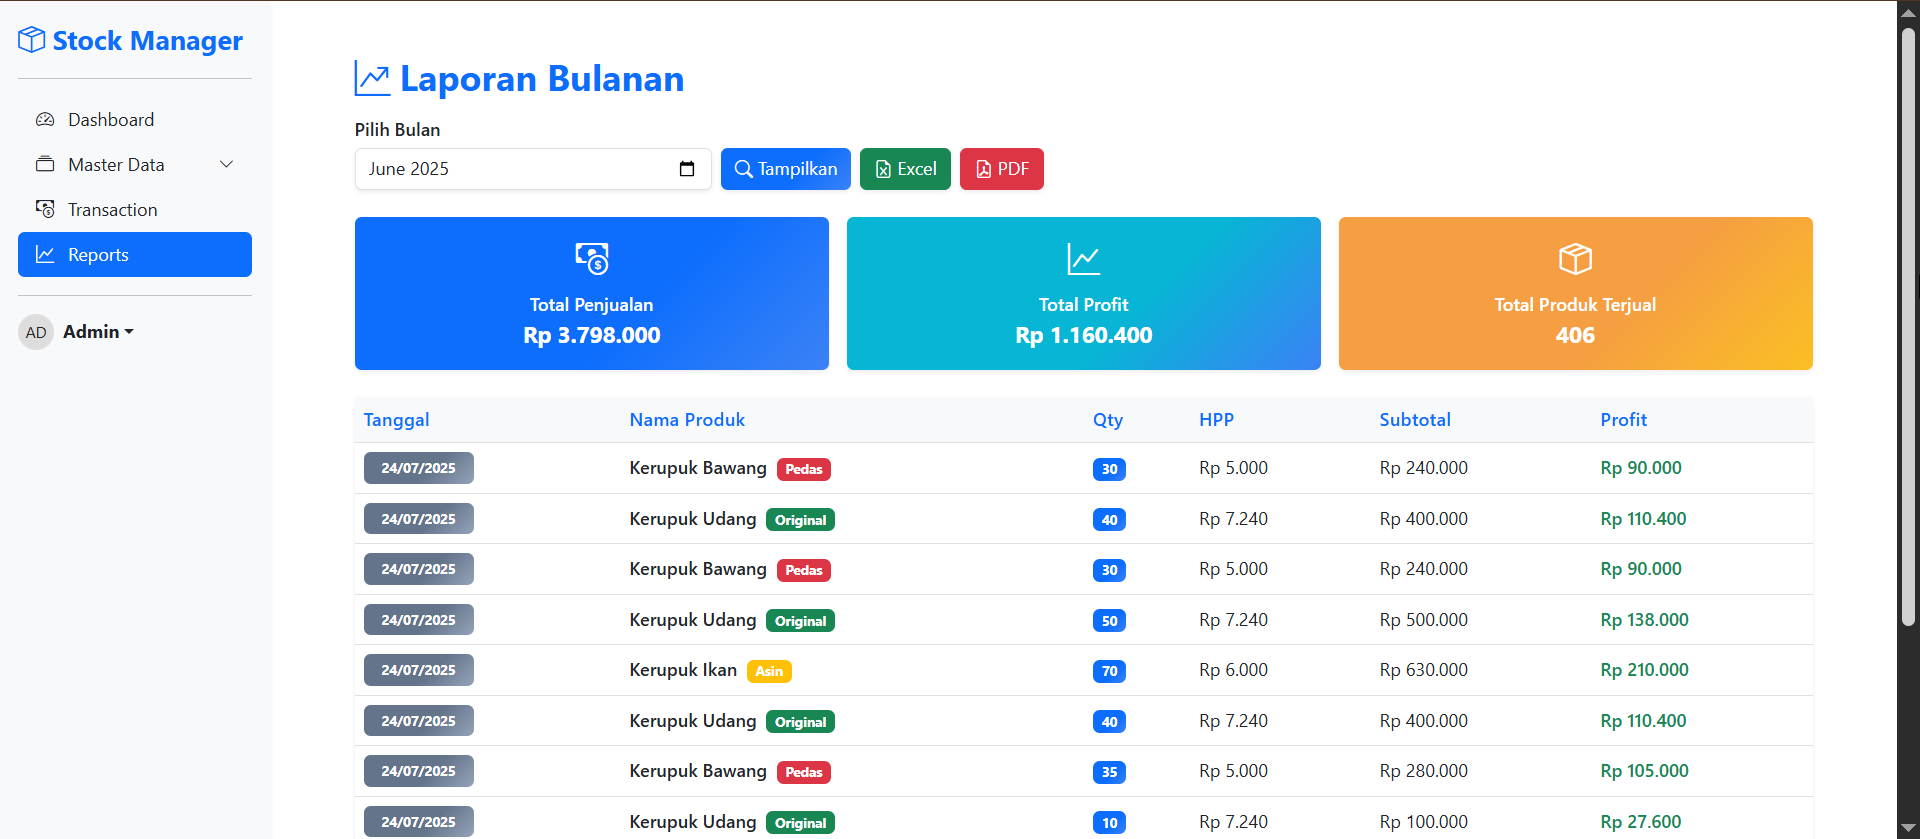 Stock Manager
Dashboard
Master Data
Transaction
Reports
AD Admin
Laporan Bulanan
Pilih Bulan
June 2025 Tampilkan Excel PDF
Total Penjualan
Rp 3.798.000
Total Profit
Rp 1.160.400
Total Produk Terjual
406
Tanggal Nama Produk Qty HPP Subtotal Profit
24/07/2025 Kerupuk Bawang Pedas 30 Rp 5.000 Rp 240.000 Rp 90.000
24/07/2025 Kerupuk Udang Original 40 Rp 7.240 Rp 400.000 Rp 110.400
24/07/2025 Kerupuk Bawang Pedas 30 Rp 5.000 Rp 240.000 Rp 90.000
24/07/2025 Kerupuk Udang Original 50 Rp 7.240 Rp 500.000 Rp 138.000
24/07/2025 Kerupuk Ikan Asin 70 Rp 6.000 Rp 630.000 Rp 210.000
24/07/2025 Kerupuk Udang Original 40 Rp 7.240 Rp 400.000 Rp 110.400
24/07/2025 Kerupuk Bawang Pedas 35 Rp 5.000 Rp 280.000 Rp 105.000
24/07/2025 Kerupuk Udang Original 10 Rp 7.240 Rp 100.000 Rp 27.600